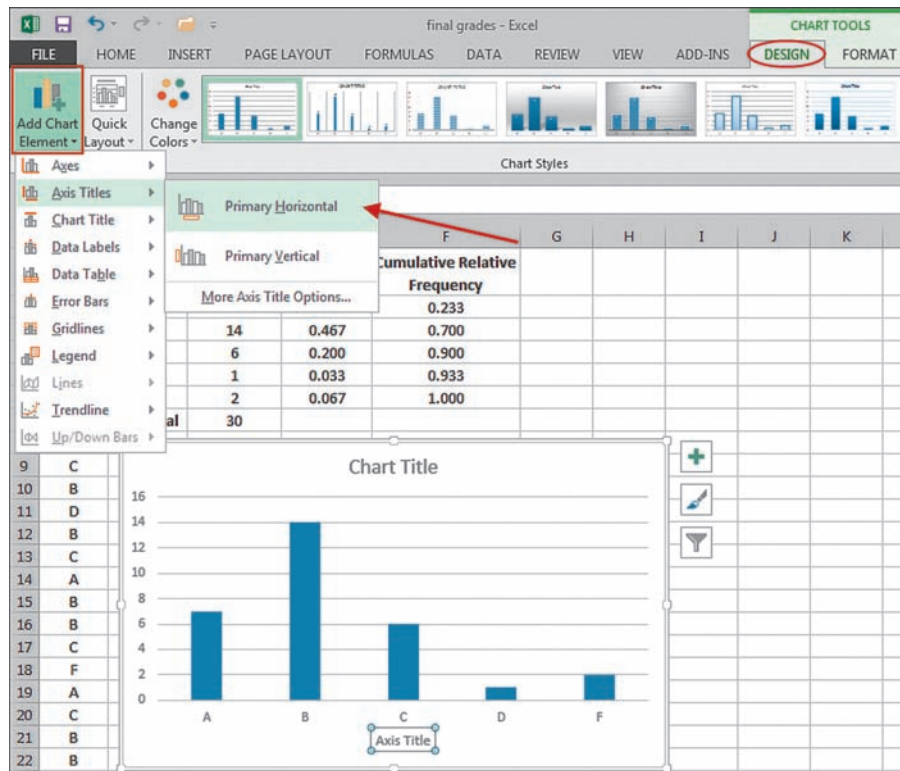 final grades - Excel
CHART TOOLS
FILE HOME INSERT PAGE LAYOUT FORMULAS DATA REVIEW VIEW ADD-INS DESIGN FORMAT
Add Chart Element
Quick Layout
Change Colors
Chart Styles
Axes
Axis Titles
Chart Title
Data Labels
Data Table
Error Bars
Gridlines
Legend
Lines
Trendline
Up/Down Bars
Primary Horizontal
Primary Vertical
More Axis Title Options...
F G H I J K
Cumulative Relative
Frequency
0.233
14 0.467 0.700
6 0.200 0.900
1 0.033 0.933
2 0.067 1.000
al 30
9 C
10 B
11 D
12 B
13 C
14 A
15 B
16 B
17 C
18 F
19 A
20 C
21 B
22 B
Chart Title
16
14
12
10
8
6
4
2
0
A B C D F
Axis Title